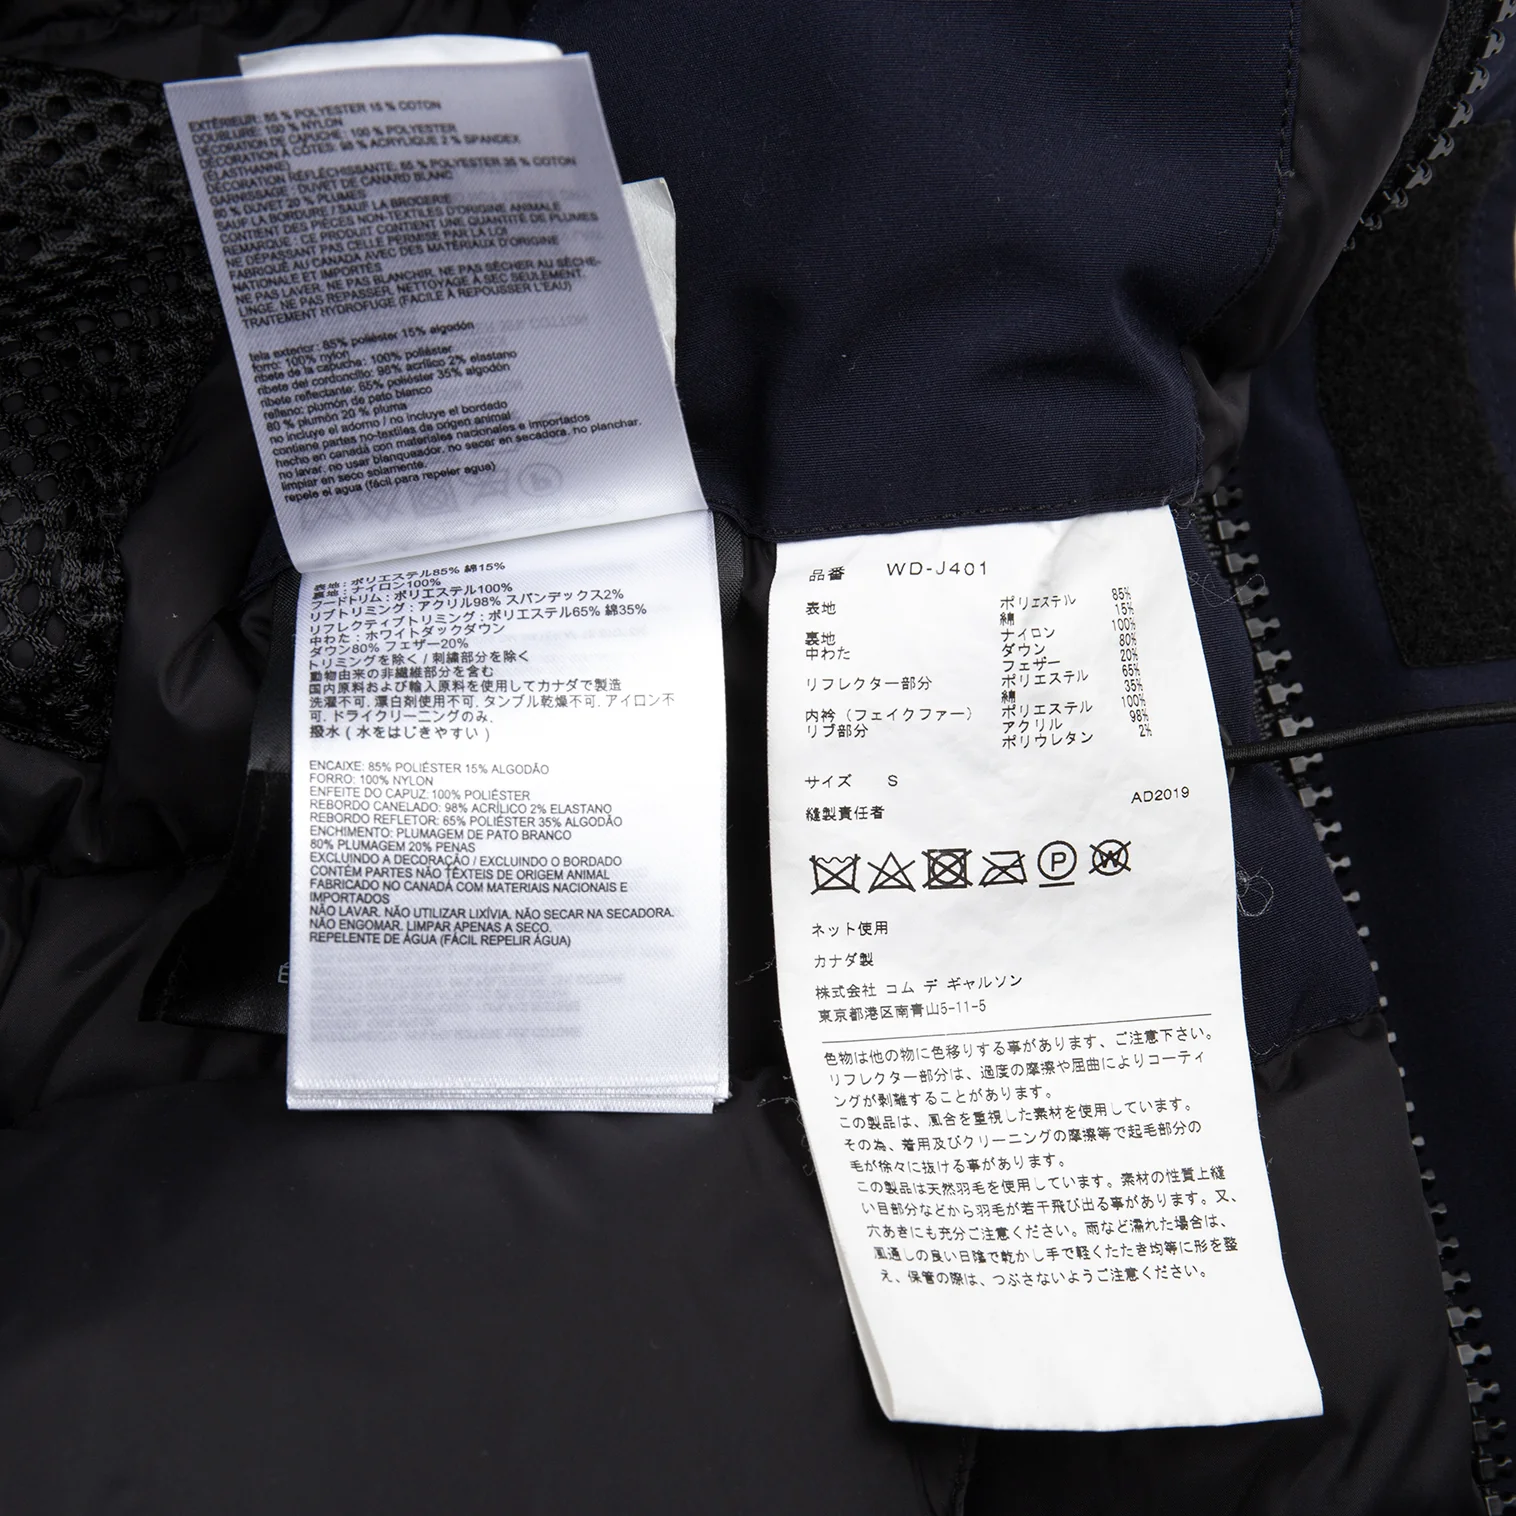 EXTÉRIEUR: 85 % POLYESTER 15 % COTON
DOUBLURE: 100 % NYLON
DÉCORATION DE CAPUCHE: 100 % POLYESTER
DÉCORATION À CÔTES: 98 % ACRYLIQUE 2 % SPANDEX
(ÉLASTHANNE)
DÉCORATION RÉFLÉCHISSANTE: 65 % POLYESTER 35 % COTON
GARNISSAGE : DUVET DE CANARD BLANC
80 % DUVET 20 % PLUMES
SAUF LA BORDURE / SAUF LA BRODERIE
CONTIENT DES PIÈCES NON-TEXTILES D'ORIGINE ANIMALE
REMARQUE : CE PRODUIT CONTIENT UNE QUANTITÉ DE PLUMES
NE DÉPASSANT PAS CELLE PERMISE PAR LA LOI
FABRIQUÉ AU CANADA AVEC DES MATÉRIAUX D'ORIGINE
NATIONALE ET IMPORTÉS
NE PAS LAVER. NE PAS BLANCHIR. NE PAS SÉCHER AU SÈCHE-
LINGE. NE PAS REPASSER. NETTOYAGE À SEC SEULEMENT.
TRAITEMENT HYDROFUGE (FACILE À REPOUSSER L'EAU)
tela exterior: 85% poliéster 15% algodón
forro: 100% nylon
ribete de la capucha: 100% poliéster
ribete del cordoncillo: 98% acrílico 2% elastano
ribete reflectante: 65% poliéster 35% algodón
relleno: plumón de pato blanco
80 % plumón 20 % pluma
no incluye el adorno / no incluye el bordado
contiene partes no-textiles de origen animal
hecho en canadá con materiales nacionales e importados
no lavar. no usar blanqueador. no secar en secadora. no planchar.
limpiar en seco solamente.
repele el agua (fácil para repeler agua)
表地 : ポリエステル85% 綿15%
裏地 : ナイロン100%
フードトリム : ポリエステル100%
リブトリミング : アクリル98% スパンデックス2%
リフレクティブトリミング : ポリエステル65% 綿35%
中わた : ホワイトダックダウン
ダウン80% フェザー20%
トリミングを除く / 刺繍部分を除く
動物由来の非繊維部分を含む
国内原料および輸入原料を使用してカナダで製造
洗濯不可. 漂白剤使用不可. タンブル乾燥不可. アイロン不
可. ドライクリーニングのみ.
撥水 ( 水をはじきやすい )
ENCAIXE: 85% POLIÉSTER 15% ALGODÃO
FORRO: 100% NYLON
ENFEITE DO CAPUZ: 100% POLIÉSTER
REBORDO CANELADO: 98% ACRÍLICO 2% ELASTANO
REBORDO REFLETOR: 65% POLIÉSTER 35% ALGODÃO
ENCHIMENTO: PLUMAGEM DE PATO BRANCO
80% PLUMAGEM 20% PENAS
EXCLUINDO A DECORAÇÃO / EXCLUINDO O BORDADO
CONTÉM PARTES NÃO TÊXTEIS DE ORIGEM ANIMAL
FABRICADO NO CANADÁ COM MATERIAIS NACIONAIS E
IMPORTADOS
NÃO LAVAR. NÃO UTILIZAR LIXÍVIA. NÃO SECAR NA SECADORA.
NÃO ENGOMAR. LIMPAR APENAS A SECO.
REPELENTE DE ÁGUA (FÁCIL REPELIR ÁGUA)
品番 WD-J401
表地 ポリエステル 85%
綿 15%
裏地 ナイロン 100%
中わた ダウン 80%
フェザー 20%
リフレクター部分 ポリエステル 65%
綿 35%
内衿（フェイクファー） ポリエステル 100%
リブ部分 アクリル 98%
ポリウレタン 2%
サイズ S
AD2019
縫製責任者
P W
ネット使用
カナダ製
株式会社 コム デ ギャルソン
東京都港区南青山5-11-5
色物は他の物に色移りする事があります、ご注意下さい。
リフレクター部分は、過度の摩擦や屈曲によりコーティ
ングが剥離することがあります。
この製品は、風合を重視した素材を使用しています。
その為、着用及びクリーニングの摩擦等で起毛部分の
毛が徐々に抜ける事があります。
この製品は天然羽毛を使用しています。素材の性質上縫
い目部分などから羽毛が若干飛び出る事があります。又、
穴あきにも充分ご注意ください。雨など濡れた場合は、
風通しの良い日陰で乾かし手で軽くたたき均等に形を整
え、保管の際は、つぶさないようご注意ください。